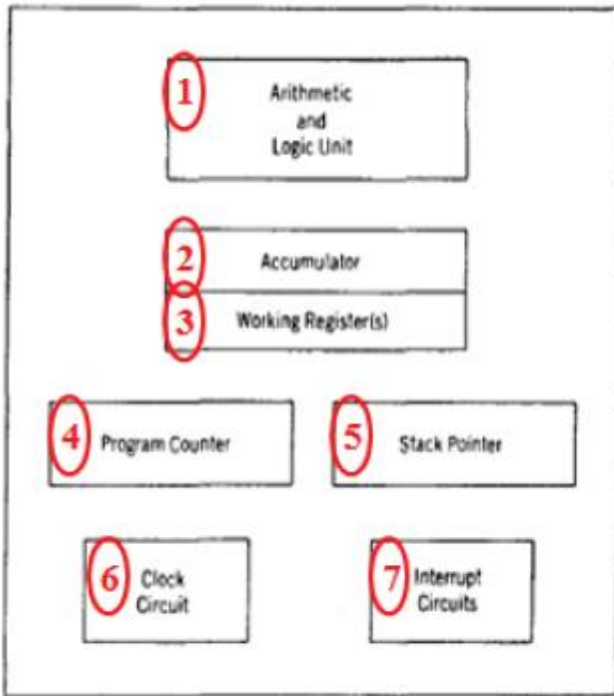 1
Arithmetic
and
Logic Unit
2
Accumulator
3
Working Register(s)
4
Program Counter
5
Stack Pointer
6
Clock
Circuit
7
Interrupt
Circuits